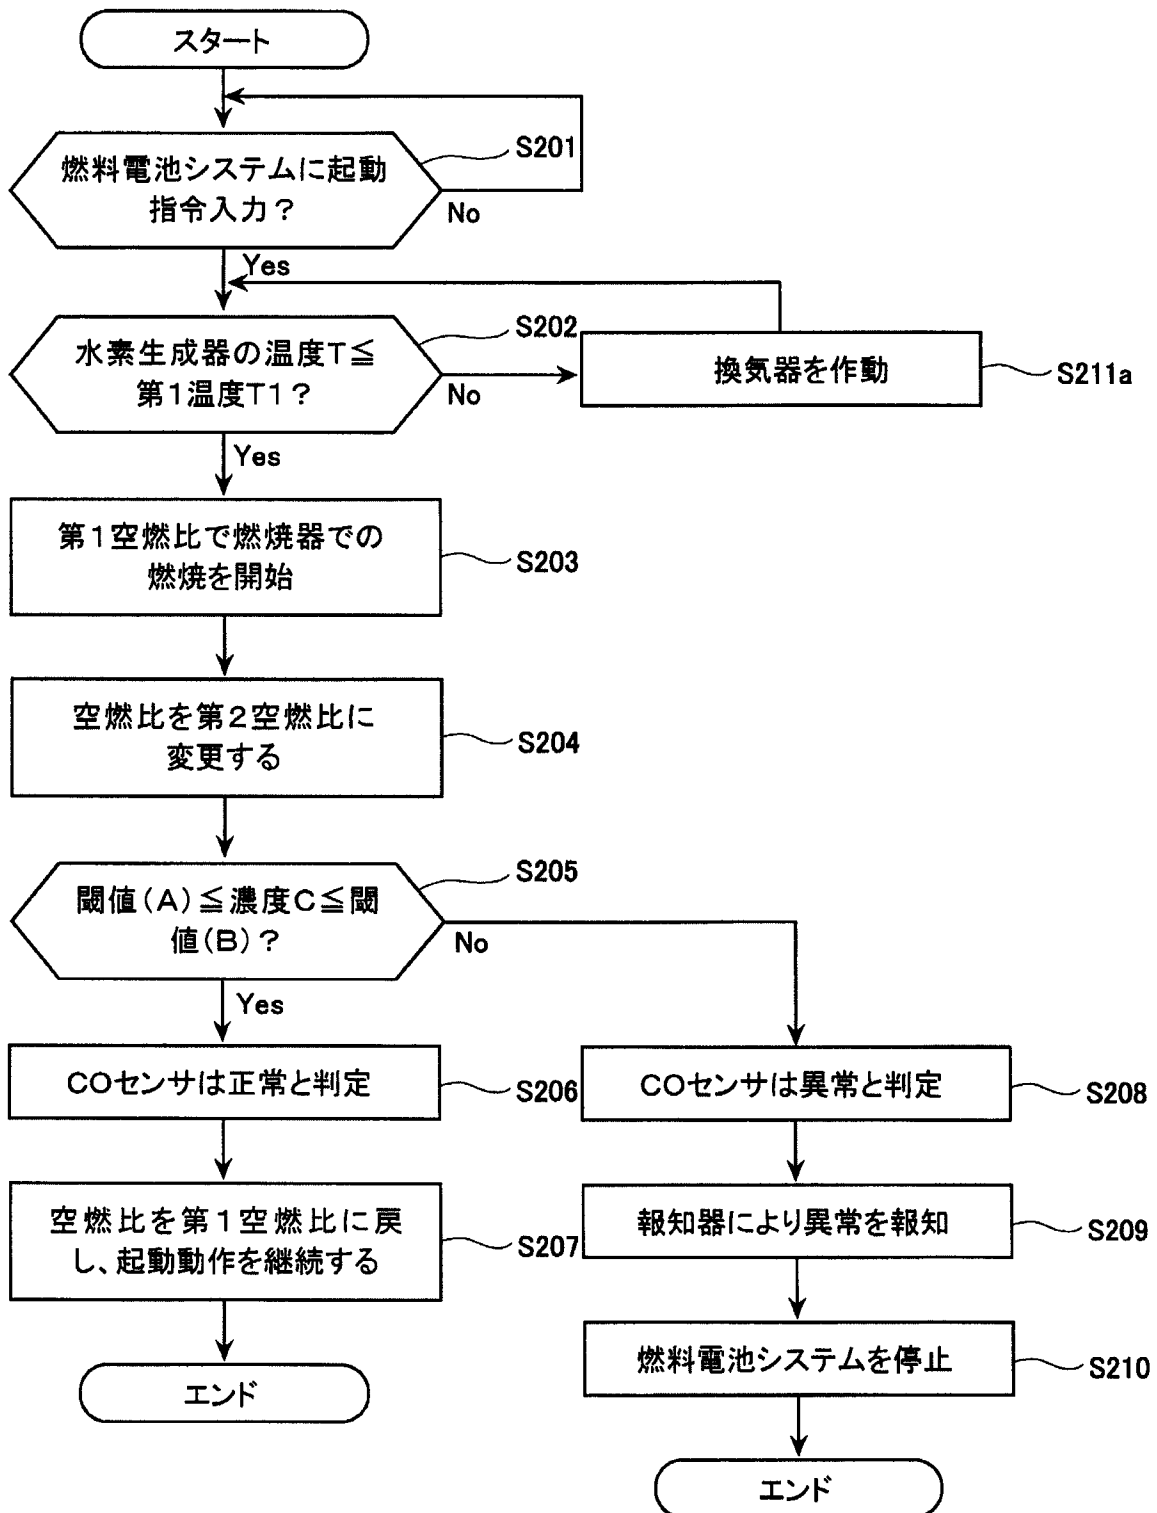 スタート
燃料電池システムに起動
指令入力？
S201
No
Yes
水素生成器の温度T≦
第1温度T1？
S202
No
換気器を作動
S211a
Yes
第1空燃比で燃焼器での
燃焼を開始
S203
空燃比を第2空燃比に
変更する
S204
閾値(A)≦濃度C≦閾
値(B)？
S205
No
Yes
COセンサは正常と判定
S206
COセンサは異常と判定
S208
空燃比を第1空燃比に戻
し、起動動作を継続する
S207
報知器により異常を報知
S209
燃料電池システムを停止
S210
エンド
エンド